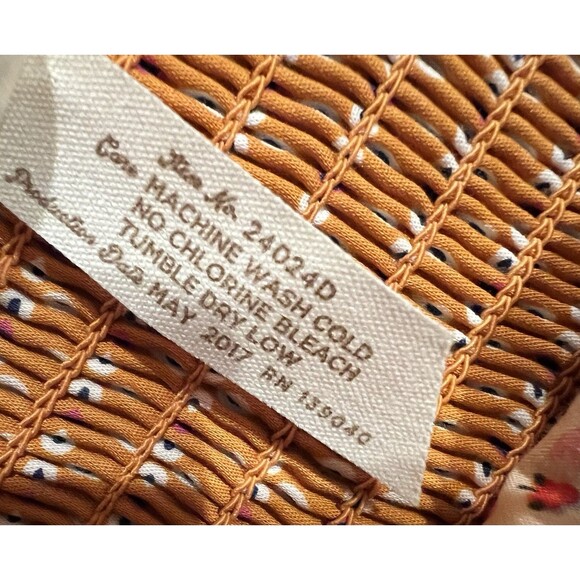 Item No. 24024D
Care MACHINE WASH COLD
NO CHLORINE BLEACH
TUMBLE DRY LOW
Production Date MAY 2017 RN 139040